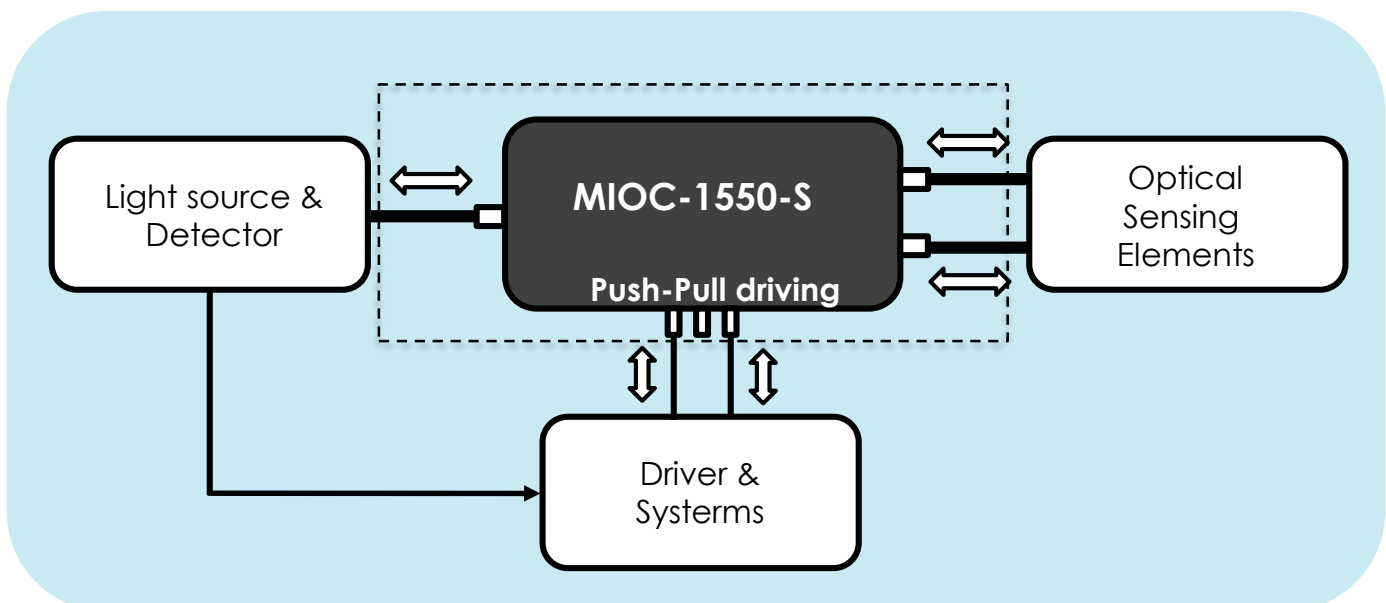 Light source &
Detector
MIOC-1550-S
Push-Pull driving
Optical
Sensing
Elements
Driver &
Systerms